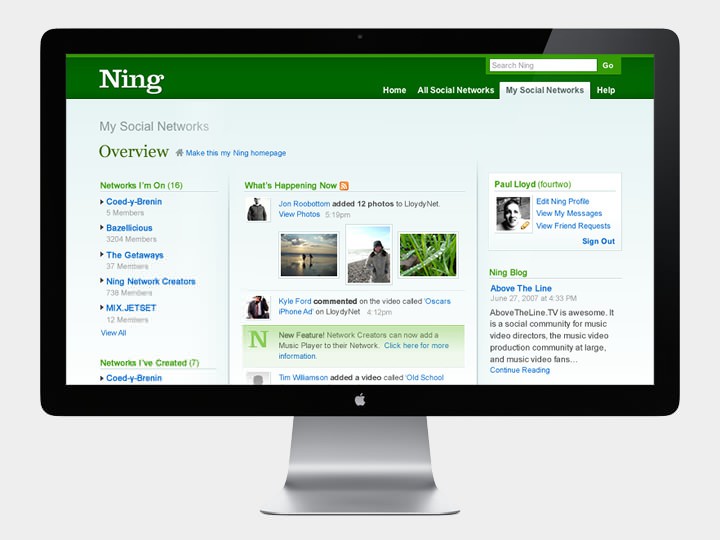 Ning
Search Ning
Go
Home
All Social Networks
My Social Networks
Help
My Social Networks
Overview
Make this my Ning homepage
Networks I'm On (16)
Coed-y-Brenin
5 Members
Bazellicious
3204 Members
The Getaways
37 Members
Ning Network Creators
738 Members
MIX.JETSET
12 Members
View All
Networks I've Created (7)
Coed-y-Brenin
What's Happening Now
Jon Roobottom added 12 photos to LloydyNet.
View Photos 5:19pm
Kyle Ford commented on the video called 'Oscars
iPhone Ad' on LloydyNet 4:12pm
N
New Feature! Network Creators can now add a
Music Player to their Network. Click here for more
information.
Tim Wiliamson added a video called 'Old School
Paul Lloyd (fourtwo)
Edit Ning Profile
View My Messages
View Friend Requests
Sign Out
Ning Blog
Above The Line
June 27, 2007 at 4:33 PM
AboveTheLine.TV is awesome. It
is a social community for music
video directors, the music video
production community at large,
and music video fans...
Continue Reading